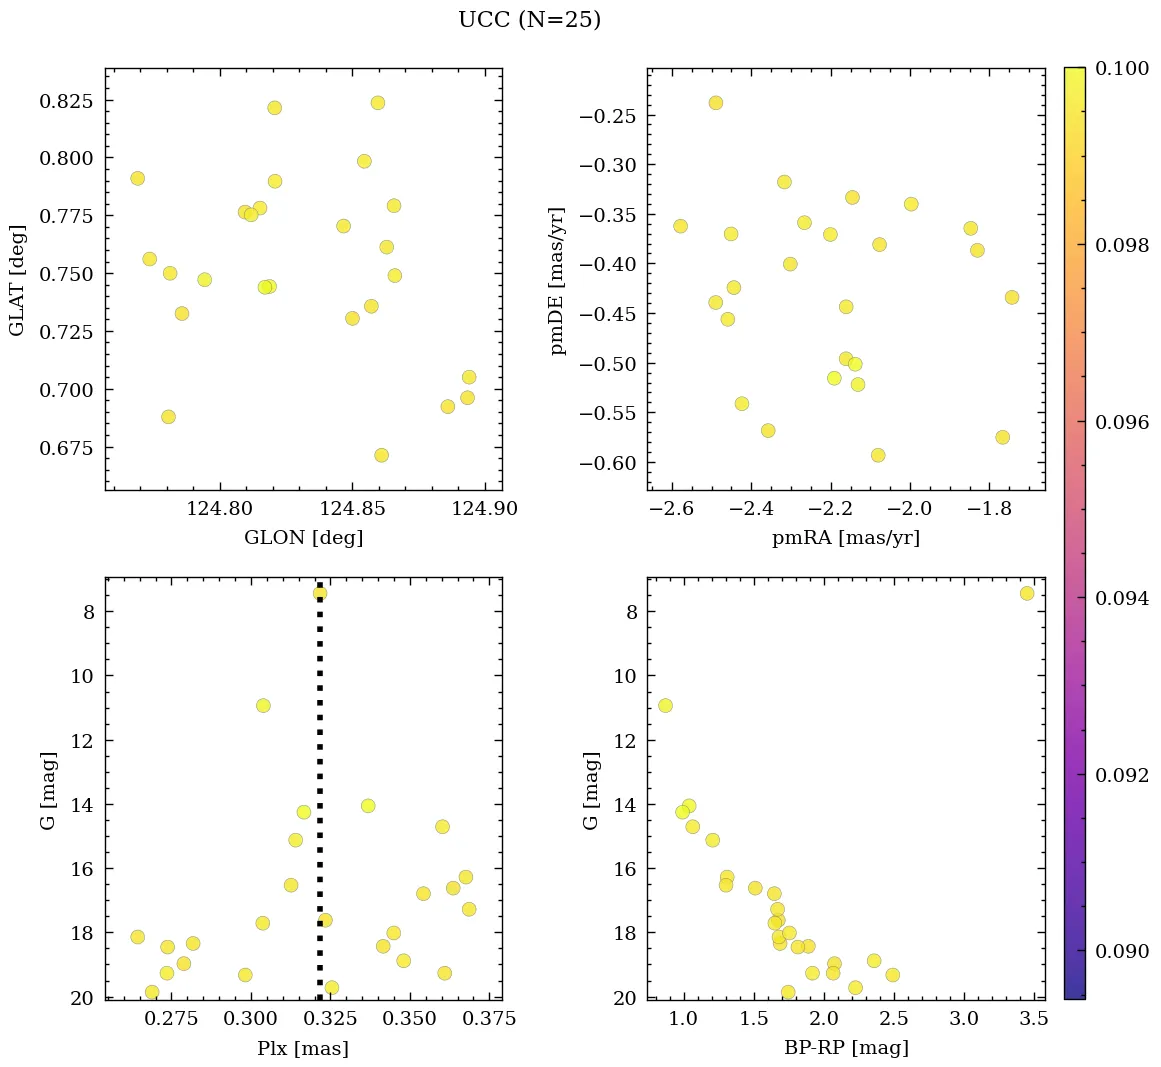 UCC (N=25)
0.825
0.800
0.775
0.750
0.725
0.700
0.675
GLAT [deg]
124.80 124.85 124.90
GLON [deg]
−0.25
−0.30
−0.35
−0.40
−0.45
−0.50
−0.55
−0.60
pmDE [mas/yr]
−2.6 −2.4 −2.2 −2.0 −1.8
pmRA [mas/yr]
8
10
12
14
16
18
20
G [mag]
0.275 0.300 0.325 0.350 0.375
Plx [mas]
8
10
12
14
16
18
20
G [mag]
1.0 1.5 2.0 2.5 3.0 3.5
BP-RP [mag]
0.100
0.098
0.096
0.094
0.092
0.090